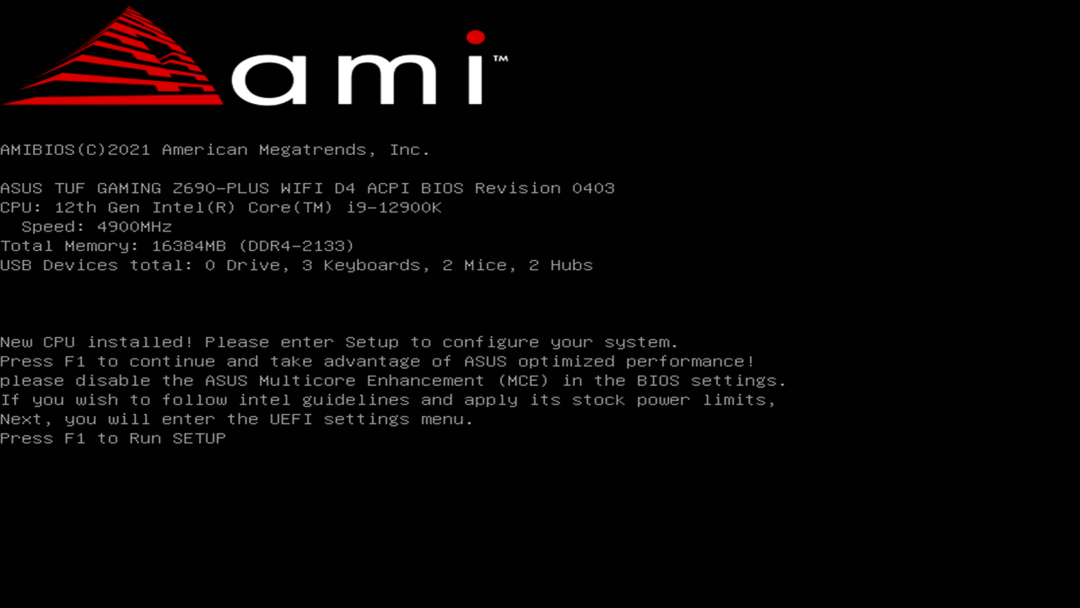 ami™
AMIBIOS(C)2021 American Megatrends, Inc.
ASUS TUF GAMING Z690-PLUS WIFI D4 ACPI BIOS Revision 0403
CPU: 12th Gen Intel(R) Core(TM) i9-12900K
Speed: 4900MHz
Total Memory: 16384MB (DDR4-2133)
USB Devices total: 0 Drive, 3 Keyboards, 2 Mice, 2 Hubs
New CPU installed! Please enter Setup to configure your system.
Press F1 to continue and take advantage of ASUS optimized performance!
please disable the ASUS Multicore Enhancement (MCE) in the BIOS settings.
If you wish to follow intel guidelines and apply its stock power limits,
Next, you will enter the UEFI settings menu.
Press F1 to Run SETUP